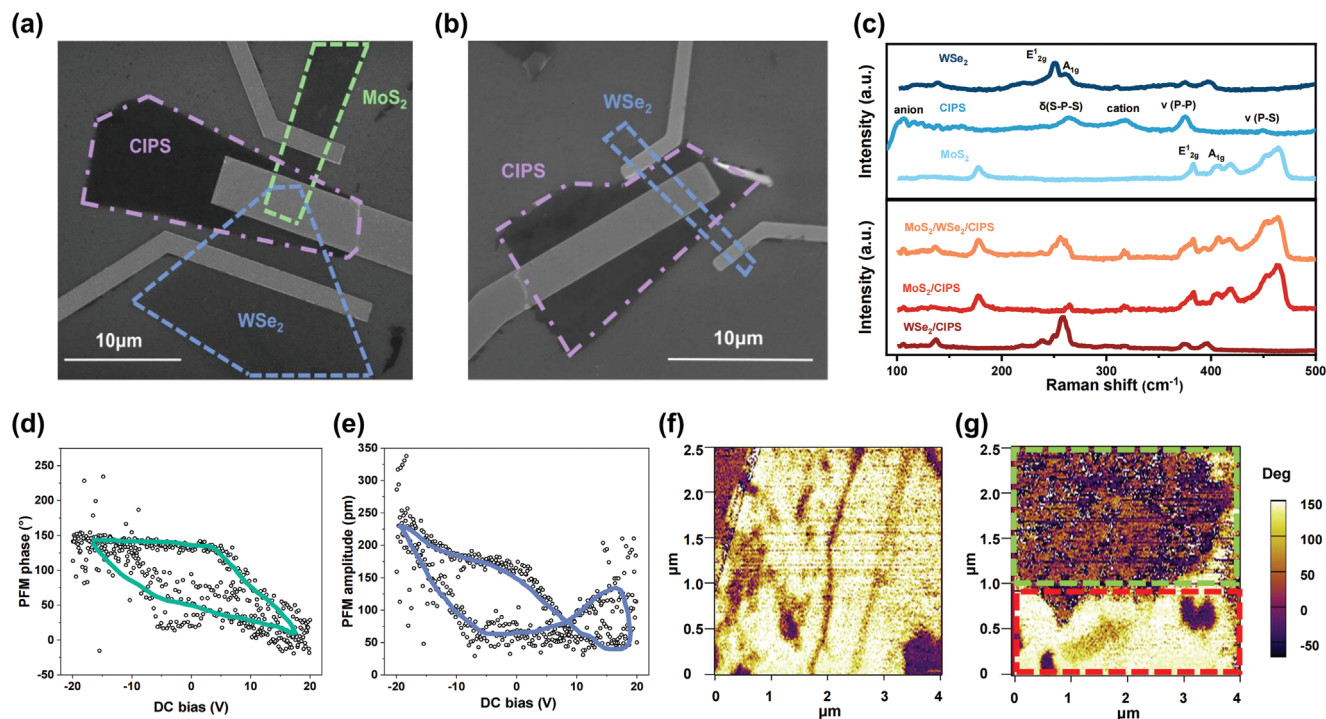 (a)
MoS₂
CIPS
WSe₂
10μm
(b)
WSe₂
CIPS
10μm
(c)
Intensity (a.u.)
WSe₂
E¹₂g
A₁g
anion
CIPS
δ(S-P-S)
cation
ν (P-P)
ν (P-S)
MoS₂
E¹₂g
A₁g
Intensity (a.u.)
MoS₂/WSe₂/CIPS
MoS₂/CIPS
WSe₂/CIPS
100 200 300 400 500
Raman shift (cm⁻¹)
(d)
PFM phase (°)
250
200
150
100
50
0
-50
-20 -10 0 10 20
DC bias (V)
(e)
PFM amplitude (pm)
350
300
250
200
150
100
50
0
-20 -10 0 10 20
DC bias (V)
(f)
2.5
2.0
1.5
μm
1.0
0.5
0
0 1 2 3 4
μm
(g)
2.5
2.0
1.5
μm
1.0
0.5
0
0 1 2 3 4
μm
Deg
150
100
50
0
-50